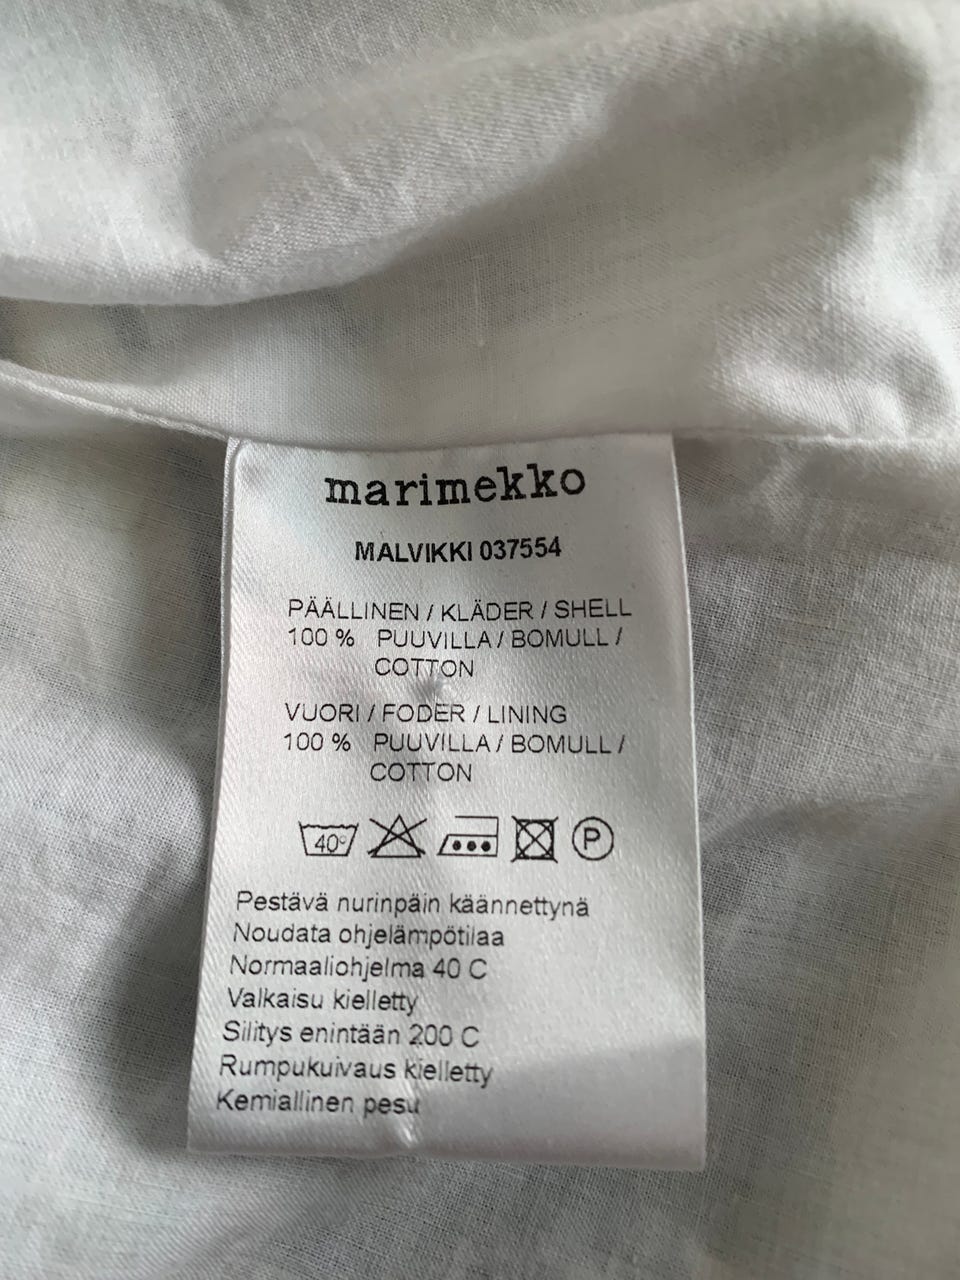 marimekko
MALVIKKI 037554
PÄÄLLINEN / KLÄDER / SHELL
100 % PUUVILLA / BOMULL /
COTTON
VUORI / FODER / LINING
100 % PUUVILLA / BOMULL /
COTTON
40° P
Pestävä nurinpäin käännettynä
Noudata ohjelämpötilaa
Normaaliohjelma 40 C
Valkaisu kielletty
Silitys enintään 200 C
Rumpukuivaus kielletty
Kemiallinen pesu